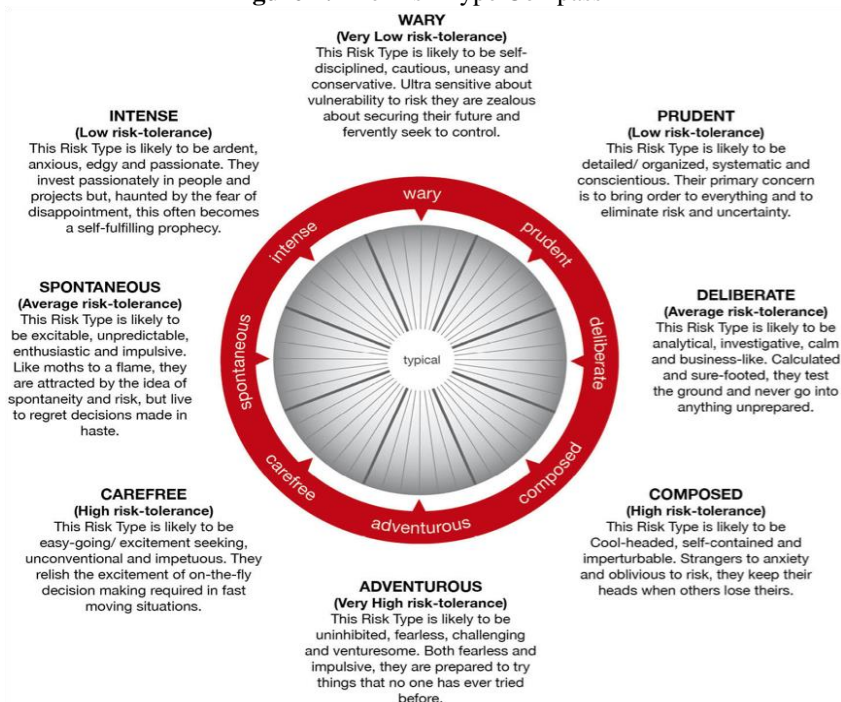 WARY
(Very Low risk-tolerance)
This Risk Type is likely to be self-
disciplined, cautious, uneasy and
conservative. Ultra sensitive about
vulnerability to risk they are zealous
about securing their future and
fervently seek to control.
INTENSE
(Low risk-tolerance)
This Risk Type is likely to be ardent,
anxious, edgy and passionate. They
invest passionately in people and
projects but, haunted by the fear of
disappointment, this often becomes
a self-fulfilling prophecy.
PRUDENT
(Low risk-tolerance)
This Risk Type is likely to be
detailed/ organized, systematic and
conscientious. Their primary concern
is to bring order to everything and to
eliminate risk and uncertainty.
SPONTANEOUS
(Average risk-tolerance)
This Risk Type is likely to
be excitable, unpredictable,
enthusiastic and impulsive.
Like moths to a flame, they
are attracted by the idea of
spontaneity and risk, but live
to regret decisions made in
haste.
wary
prudent
deliberate
composed
adventurous
carefree
spontaneous
intense
typical
DELIBERATE
(Average risk-tolerance)
This Risk Type is likely to be
analytical, investigative, calm
and business-like. Calculated
and sure-footed, they test
the ground and never go into
anything unprepared.
CAREFREE
(High risk-tolerance)
This Risk Type is likely to be
easy-going/ excitement seeking,
unconventional and impetuous. They
relish the excitement of on-the-fly
decision making required in fast
moving situations.
COMPOSED
(High risk-tolerance)
This Risk Type is likely to be
Cool-headed, self-contained and
imperturbable. Strangers to anxiety
and oblivious to risk, they keep their
heads when others lose theirs.
ADVENTUROUS
(Very High risk-tolerance)
This Risk Type is likely to be
uninhibited, fearless, challenging
and venturesome. Both fearless and
impulsive, they are prepared to try
things that no one has ever tried
before.